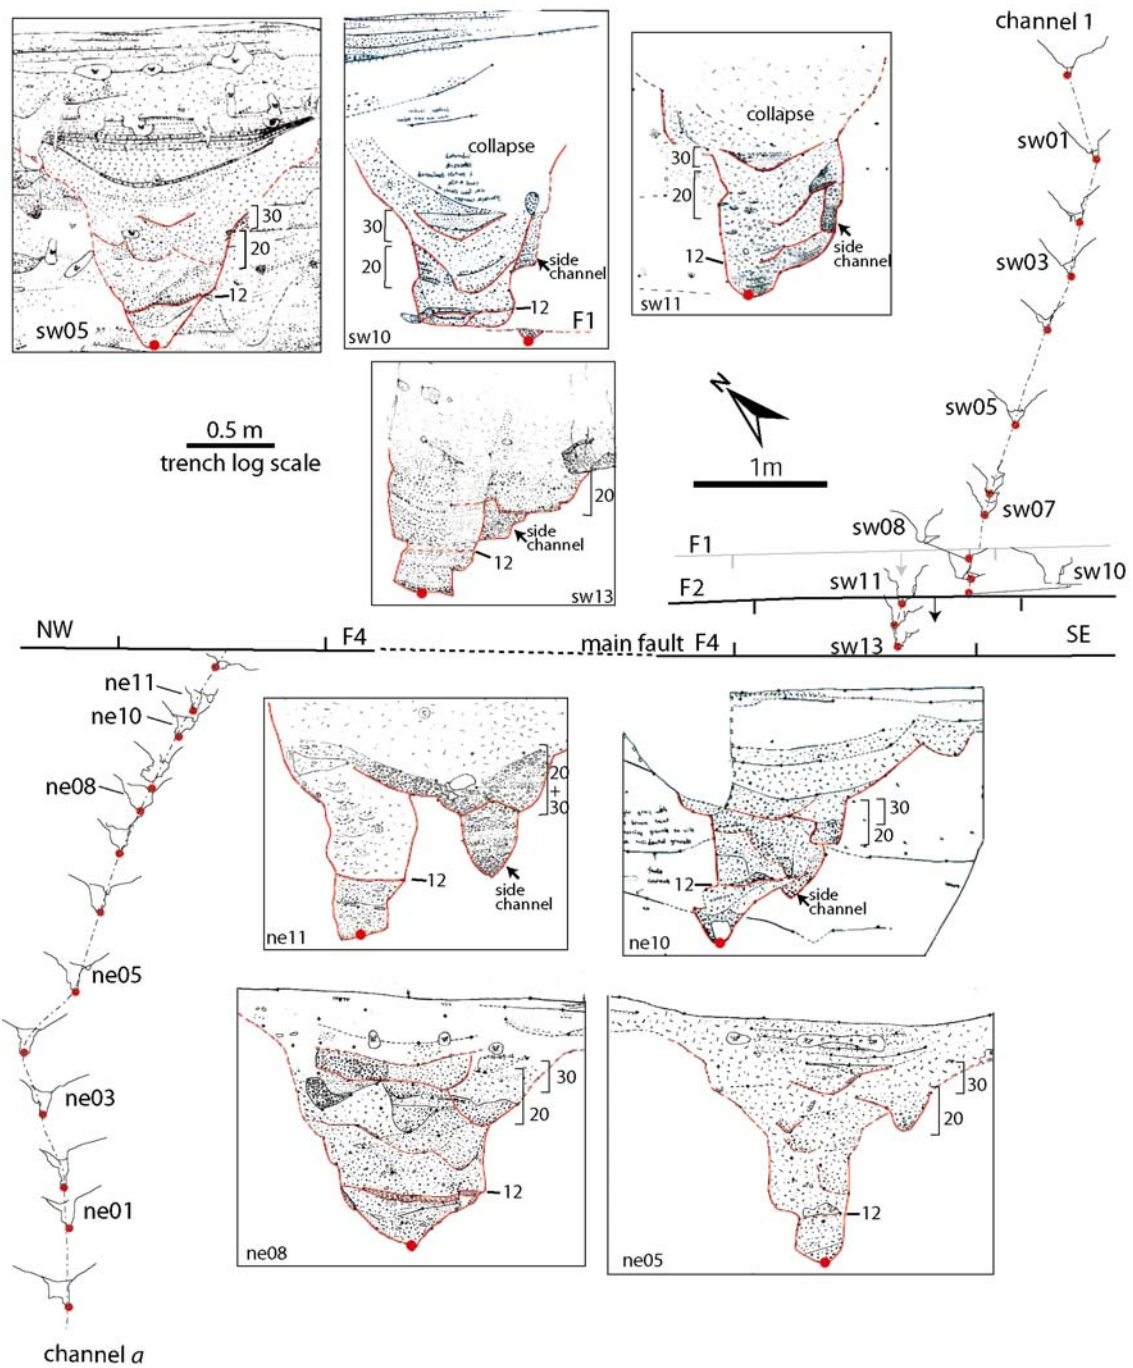 channel 1
sw01
sw03
sw05
sw07
sw08
F1
sw10
sw11
F2
sw13
SE
main fault F4
NW
F4
N
1m
0.5 m
trench log scale
30
20
12
sw05
collapse
30
20
side
channel
12
F1
sw10
collapse
30
20
12
side
channel
sw11
20
side
channel
12
sw13
ne11
ne10
ne08
ne05
ne03
ne01
channel a
20
+
30
12
side
channel
ne11
30
20
12
side
channel
ne10
30
20
12
ne08
30
20
12
ne05